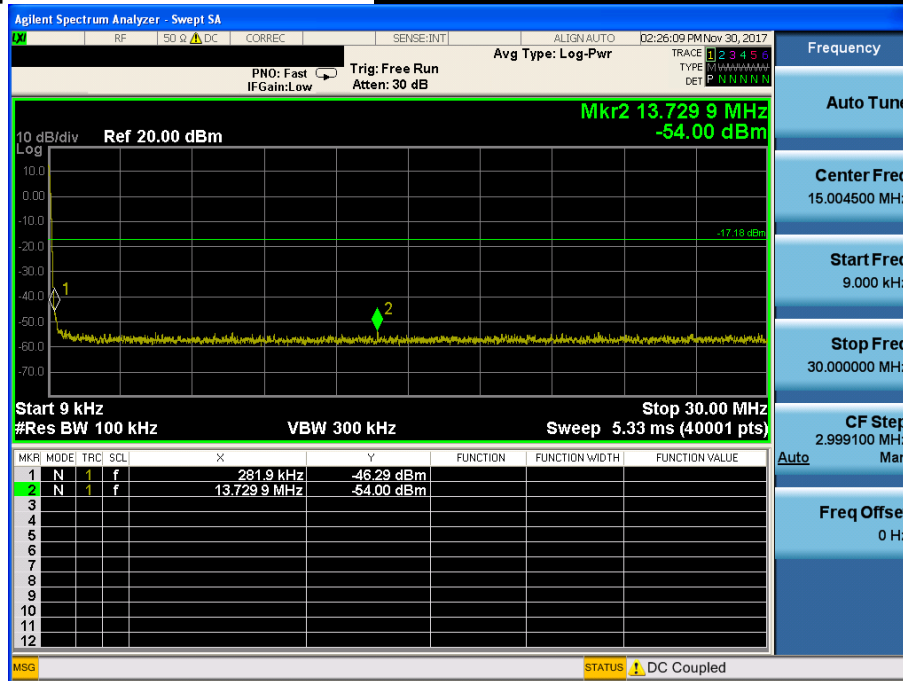 Agilent Spectrum Analyzer - Swept SA
LXI RF 50 Ω DC CORREC SENSE:INT ALIGN AUTO 02:26:09 PM Nov 30, 2017
Frequency
PNO: Fast Trig: Free Run Avg Type: Log-Pwr TRACE 1 2 3 4 5 6
IFGain:Low Atten: 30 dB TYPE M WWWWW
DET P N N N N N
Auto Tune
Mkr2 13.729 9 MHz
10 dB/div Ref 20.00 dBm -54.00 dBm
Log
10.0
0.00
-10.0
-17.18 dBm
-20.0
-30.0
-40.0
-50.0
-60.0
-70.0
1
2
Center Freq
15.004500 MHz
Start Freq
9.000 kHz
Stop Freq
30.000000 MHz
Start 9 kHz Stop 30.00 MHz
#Res BW 100 kHz VBW 300 kHz Sweep 5.33 ms (40001 pts)
CF Step
2.999100 MHz
Auto Man
MKR MODE TRC SCL X Y FUNCTION FUNCTION WIDTH FUNCTION VALUE
1 N 1 f 281.9 kHz -46.29 dBm
2 N 1 f 13.729 9 MHz -54.00 dBm
3
4
5
6
7
8
9
10
11
12
Freq Offse
0 Hz
MSG STATUS DC Coupled